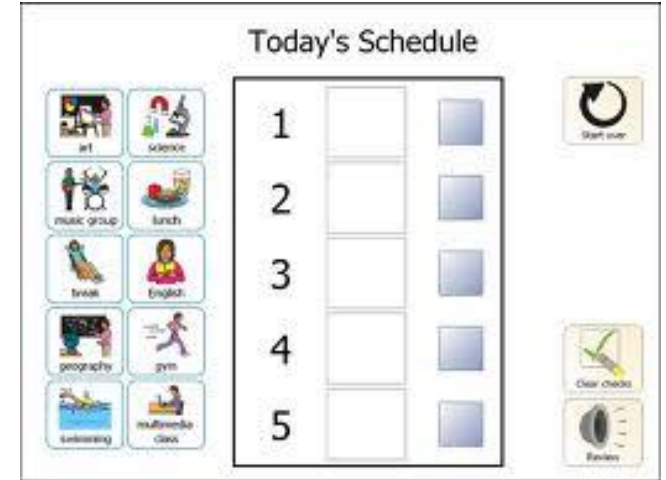 Today's Schedule
art
science
music group
lunch
break
English
geography
gym
swimming
multimedia
class
1
2
3
4
5
Start over
Clear checks
Review